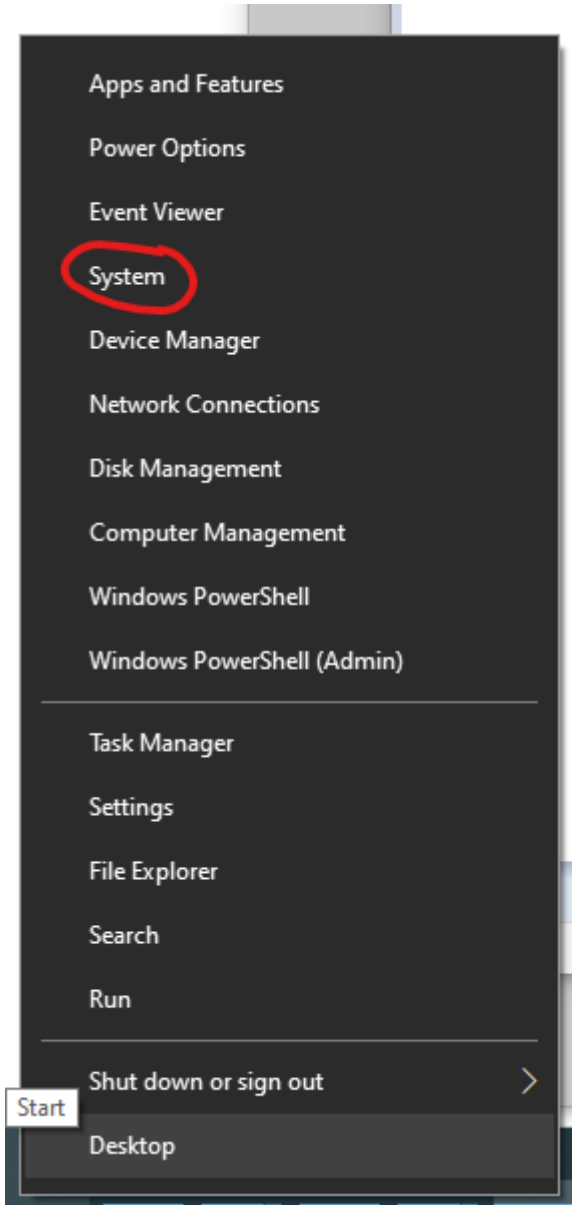 Apps and Features
Power Options
Event Viewer
System
Device Manager
Network Connections
Disk Management
Computer Management
Windows PowerShell
Windows PowerShell (Admin)
Task Manager
Settings
File Explorer
Search
Run
Shut down or sign out
Start
Desktop